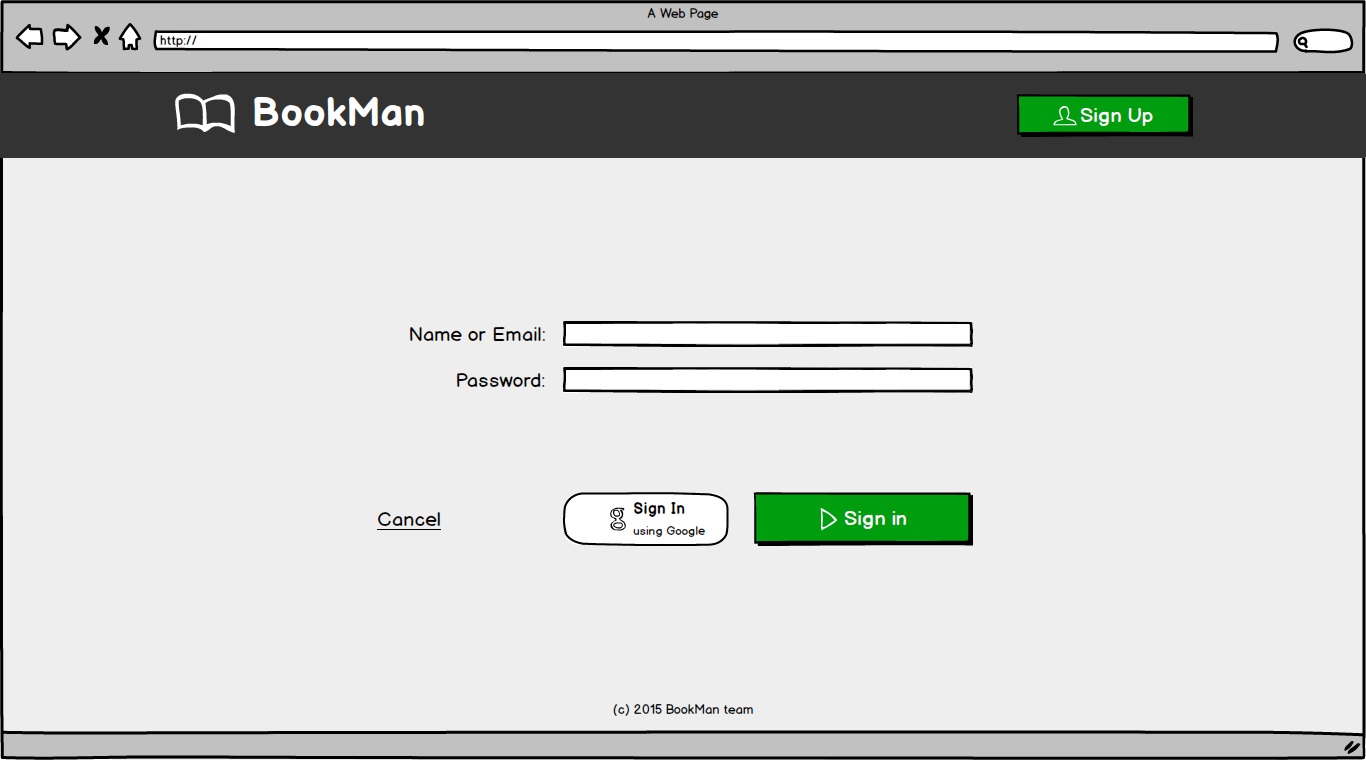 A Web Page
http://
BookMan
Sign Up
Name or Email:
Password:
Cancel
Sign In
using Google
Sign in
(c) 2015 BookMan team